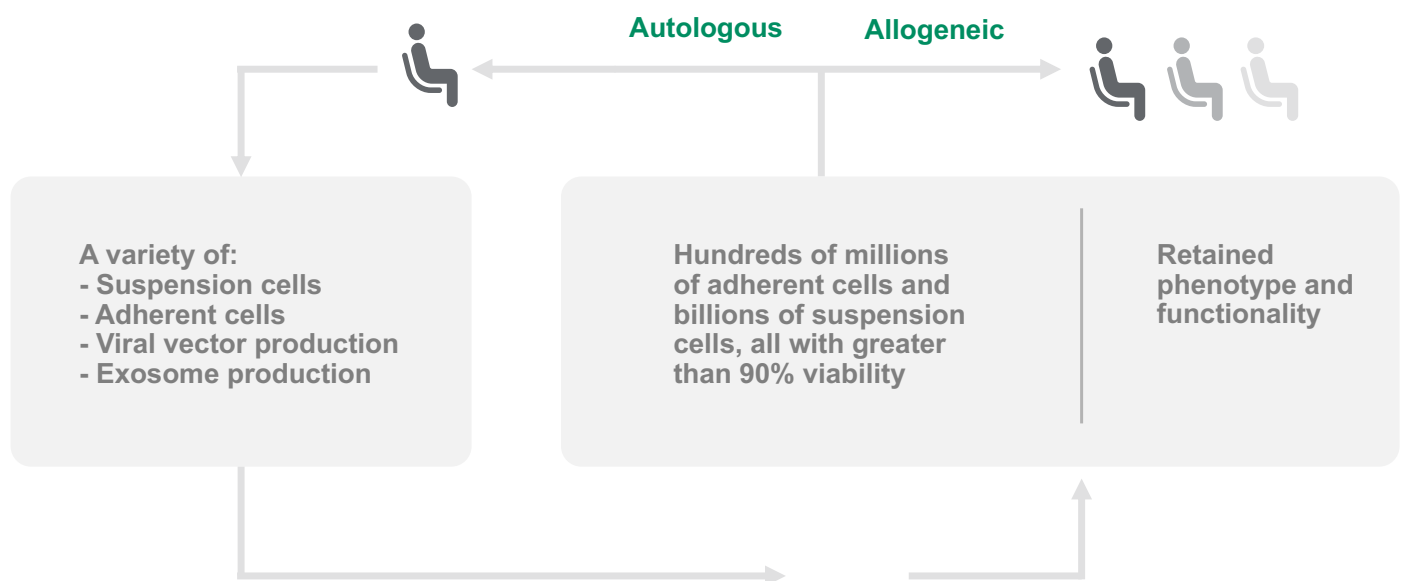 Autologous Allogeneic
A variety of:
- Suspension cells
- Adherent cells
- Viral vector production
- Exosome production
Hundreds of millions
of adherent cells and
billions of suspension
cells, all with greater
than 90% viability
Retained
phenotype and
functionality